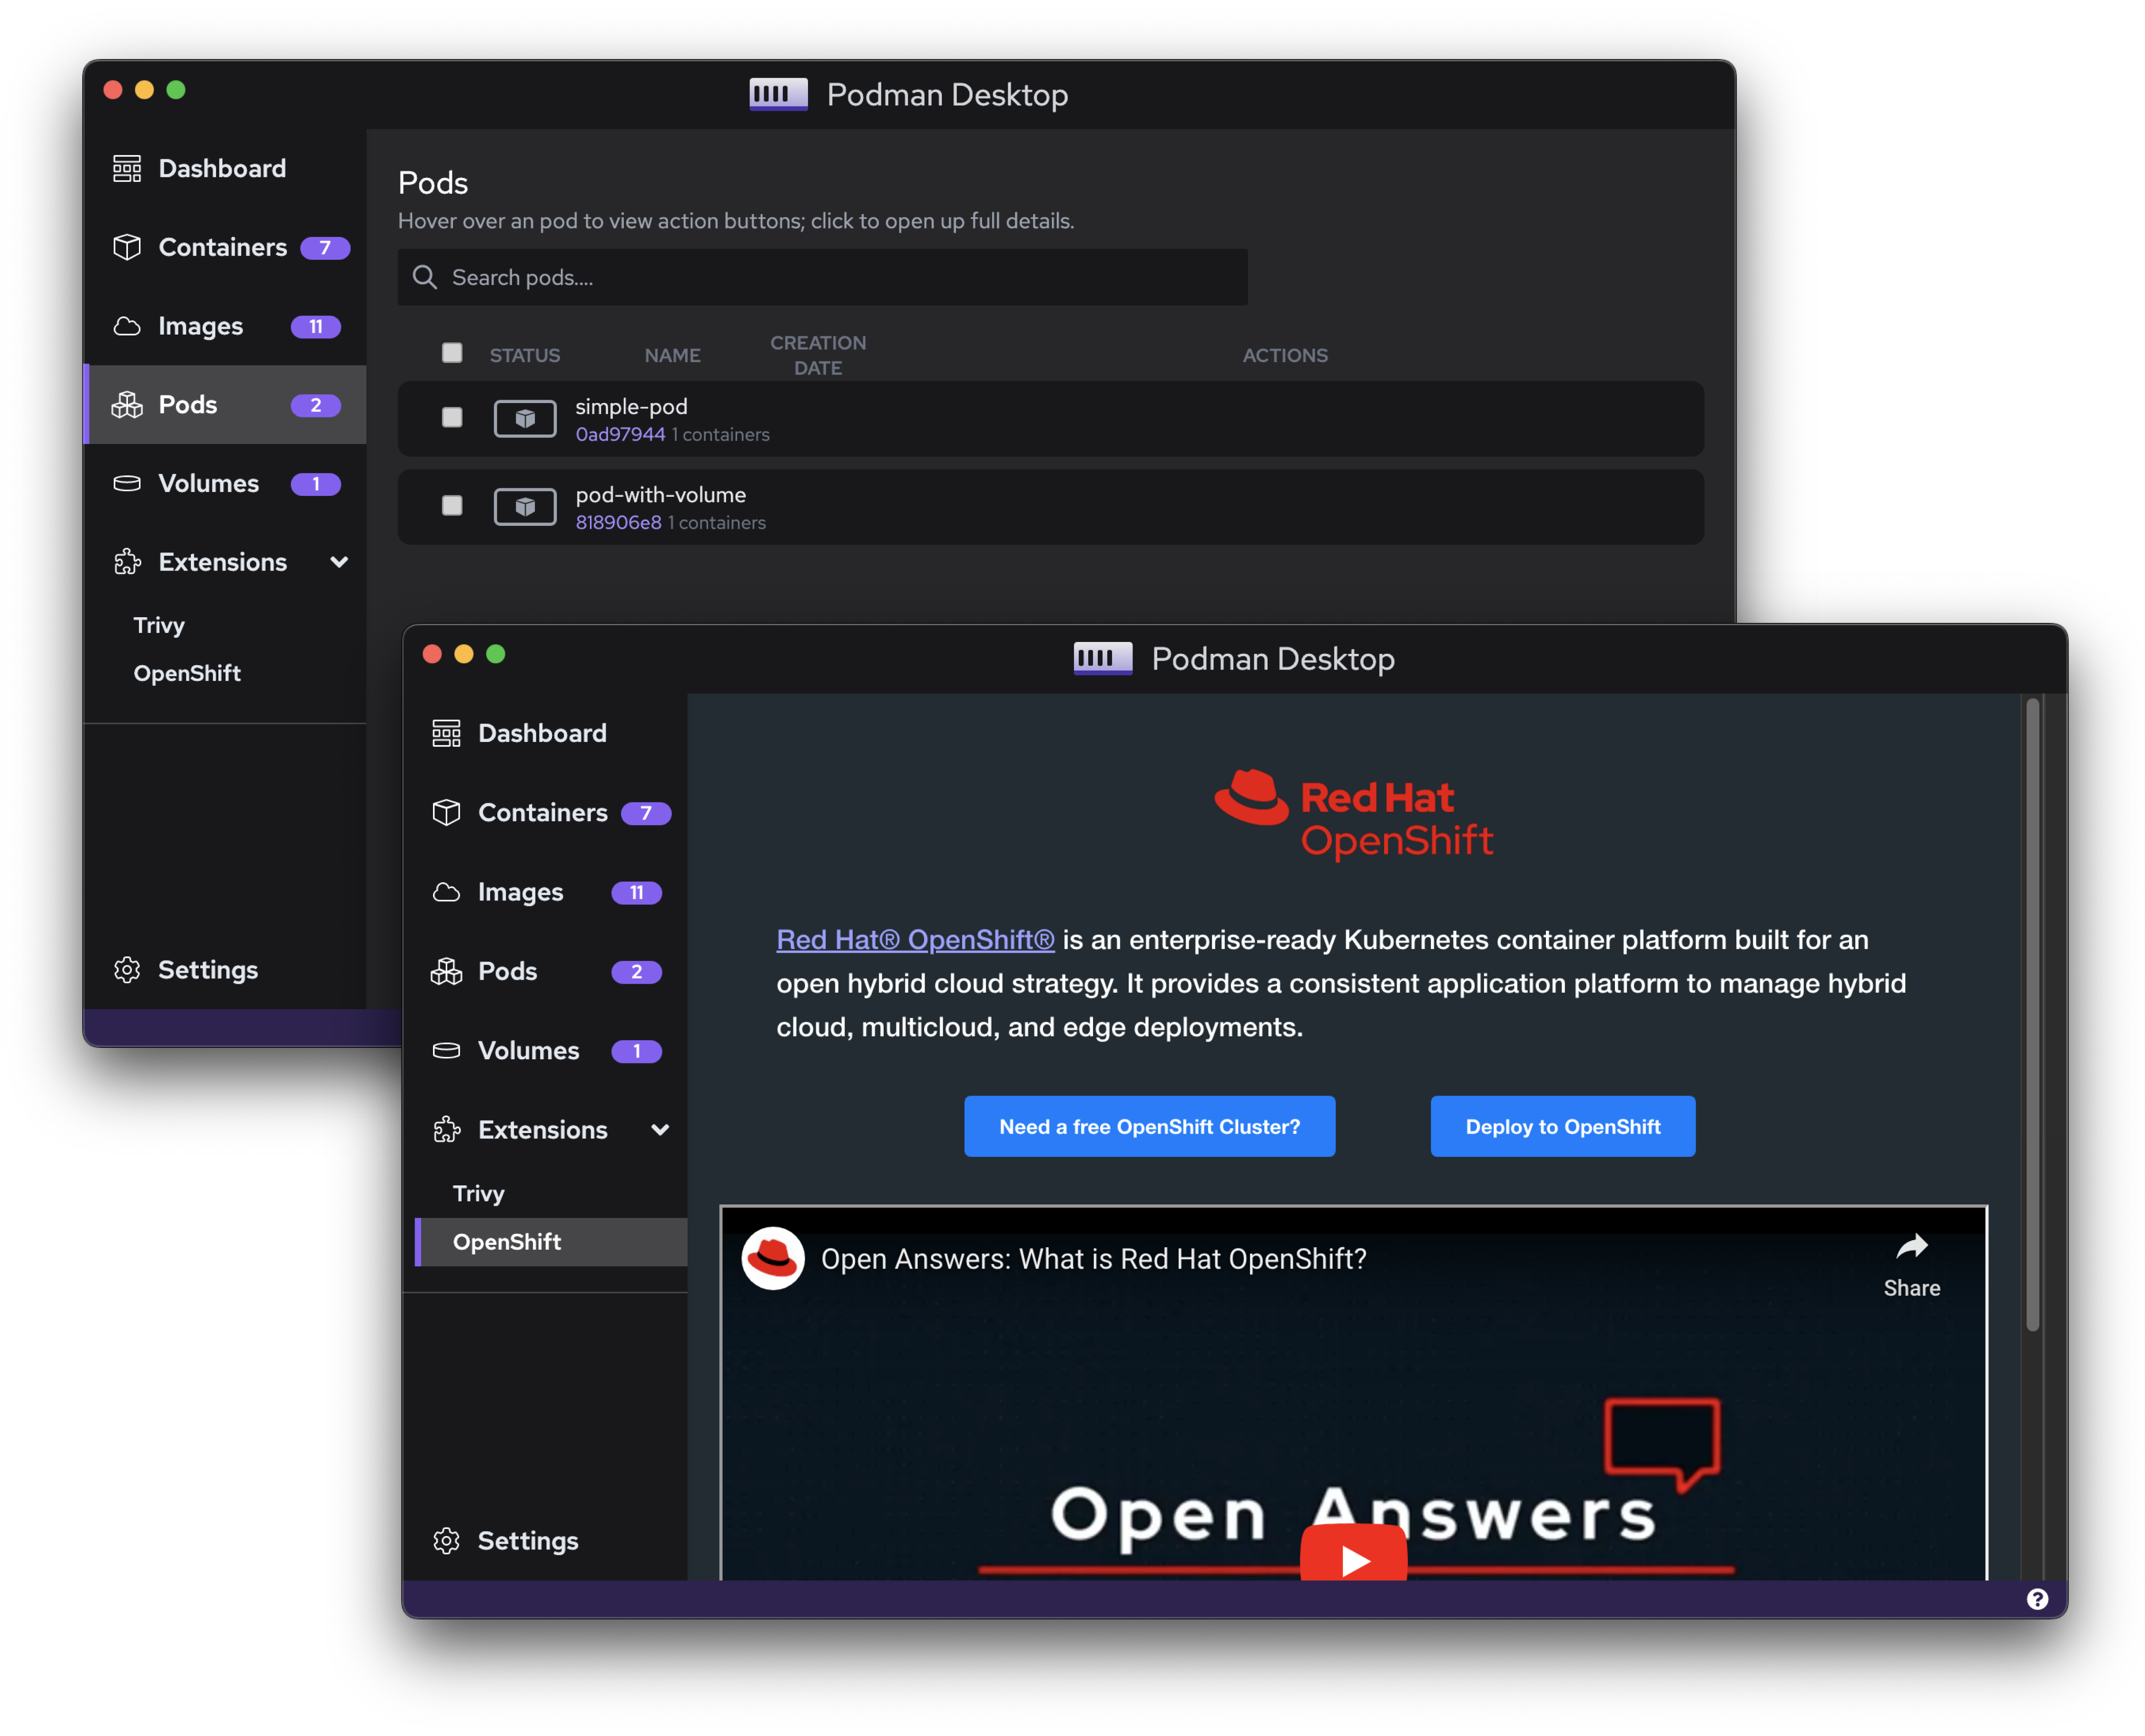 Podman Desktop
Dashboard
Containers 7
Images 11
Pods 2
Volumes 1
Extensions
Trivy
OpenShift
Settings
Pods
Hover over an pod to view action buttons; click to open up full details.
Search pods....
STATUS NAME CREATION DATE ACTIONS
simple-pod
0ad97944 1 containers
pod-with-volume
818906e8 1 containers
Podman Desktop
Dashboard
Containers 7
Images 11
Pods 2
Volumes 1
Extensions
Trivy
OpenShift
Settings
Red Hat
OpenShift
Red Hat® OpenShift® is an enterprise-ready Kubernetes container platform built for an
open hybrid cloud strategy. It provides a consistent application platform to manage hybrid
cloud, multicloud, and edge deployments.
Need a free OpenShift Cluster? Deploy to OpenShift
Open Answers: What is Red Hat OpenShift?
Share
Open Answers
?